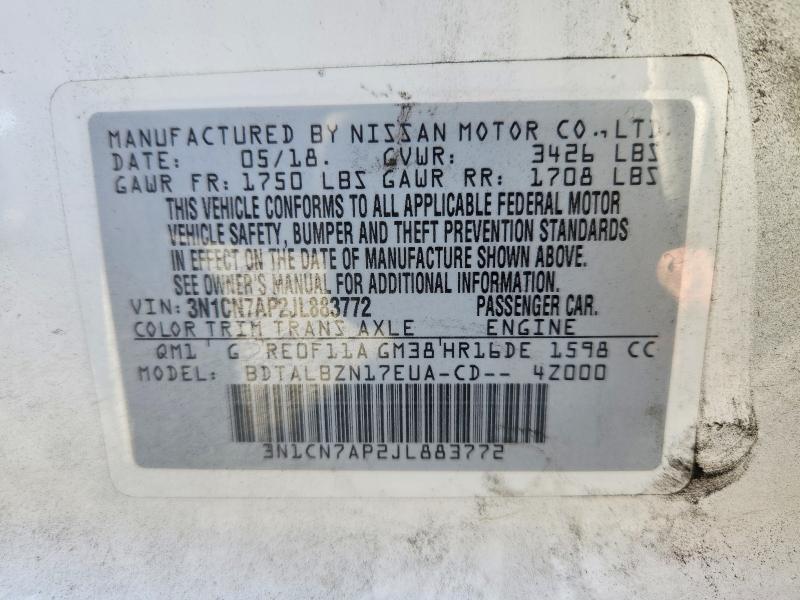 MANUFACTURED BY NISSAN MOTOR CO., LTD.
DATE: 05/18. GVWR: 3426 LBS
GAWR FR: 1750 LBS GAWR RR: 1708 LBS
THIS VEHICLE CONFORMS TO ALL APPLICABLE FEDERAL MOTOR
VEHICLE SAFETY, BUMPER AND THEFT PREVENTION STANDARDS
IN EFFECT ON THE DATE OF MANUFACTURE SHOWN ABOVE.
SEE OWNER'S MANUAL FOR ADDITIONAL INFORMATION.
VIN: 3N1CN7AP2JL883772 PASSENGER CAR.
COLOR TRIM TRANS AXLE ENGINE
QM1 G RE0F11A GM38 HR16DE 1598 CC
MODEL: BDTALBZN17EUA-CD-- 4Z000
3N1CN7AP2JL883772